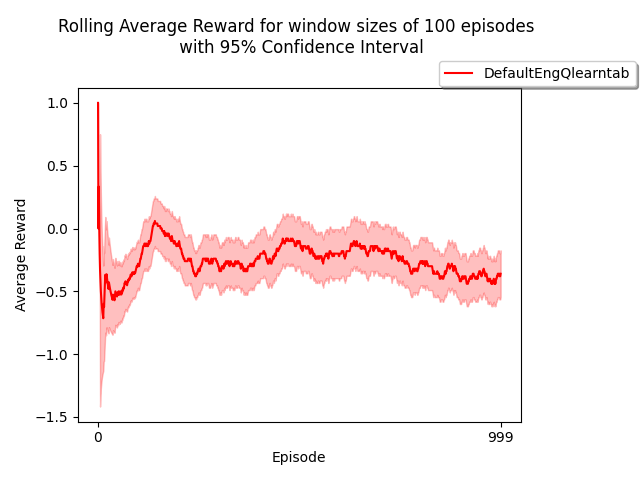 Rolling Average Reward for window sizes of 100 episodes
with 95% Confidence Interval
DefaultEngQlearntab
1.0
0.5
0.0
−0.5
−1.0
−1.5
Average Reward
0
999
Episode